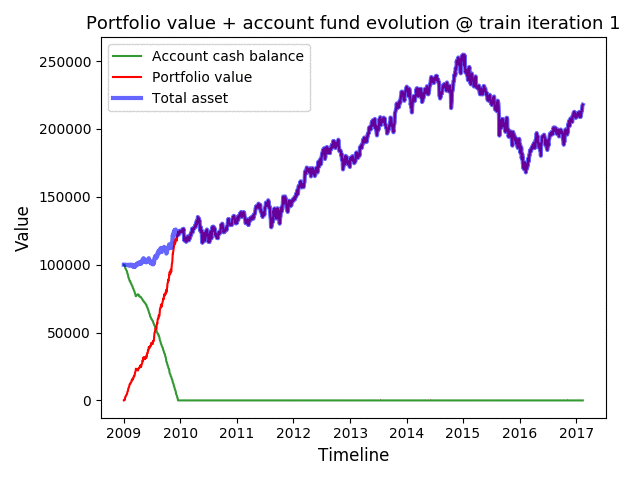 Portfolio value + account fund evolution @ train iteration 1
Account cash balance
Portfolio value
Total asset
250000
200000
150000
100000
50000
0
Value
2009 2010 2011 2012 2013 2014 2015 2016 2017
Timeline